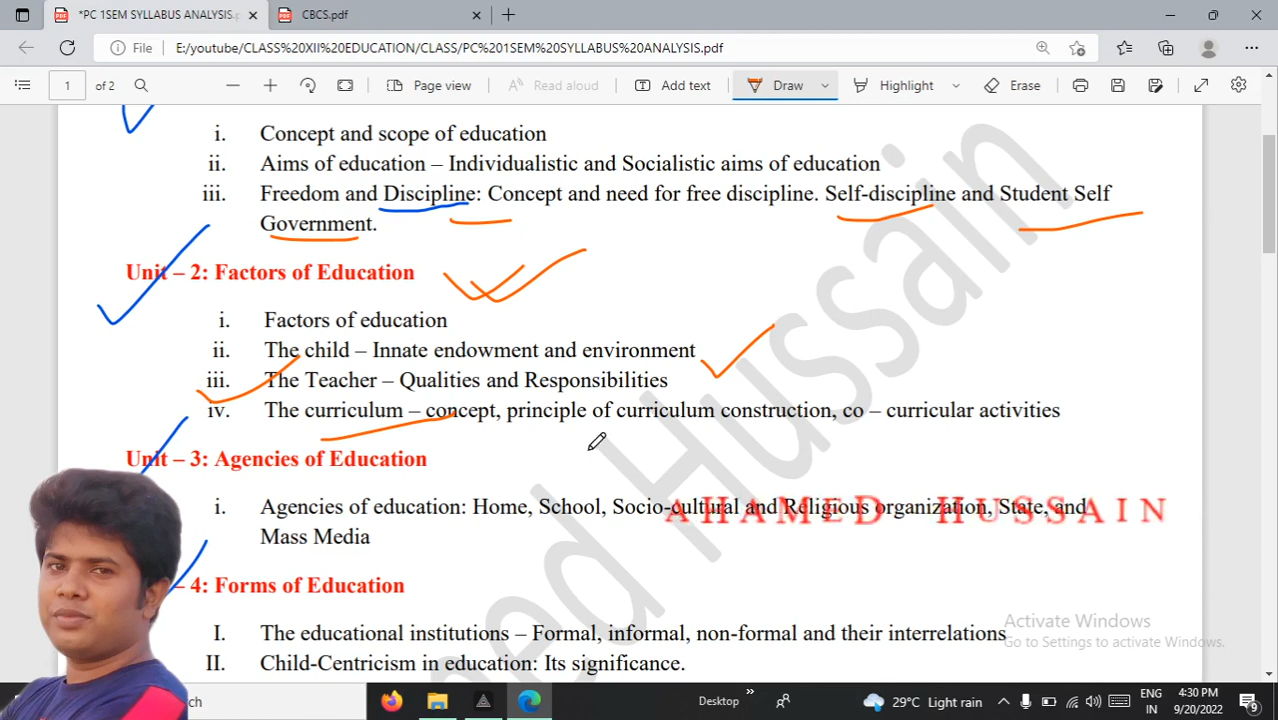 *PC 1SEM SYLLABUS ANALYSIS.p
CBCS.pdf
File E:/youtube/CLASS%20XII%20EDUCATION/CLASS/PC%201SEM%20SYLLABUS%20ANALYSIS.pdf
1 of 2 Page view Read aloud Add text Draw Highlight Erase
i. Concept and scope of education
ii. Aims of education – Individualistic and Socialistic aims of education
iii. Freedom and Discipline: Concept and need for free discipline. Self-discipline and Student Self
Government.
Unit – 2: Factors of Education
i. Factors of education
ii. The child – Innate endowment and environment
iii. The Teacher – Qualities and Responsibilities
iv. The curriculum – concept, principle of curriculum construction, co – curricular activities
Unit – 3: Agencies of Education
i. Agencies of education: Home, School, Socio-cultural and Religious organization, State, and
AHAMED HUSSAIN
Mass Media
– 4: Forms of Education
I. The educational institutions – Formal, informal, non-formal and their interrelations
II. Child-Centricism in education: Its significance.
ed Hussain
Activate Windows
Go to Settings to activate Windows.
rch
Desktop
29°C Light rain
ENG
IN
4:30 PM
9/20/2022
9